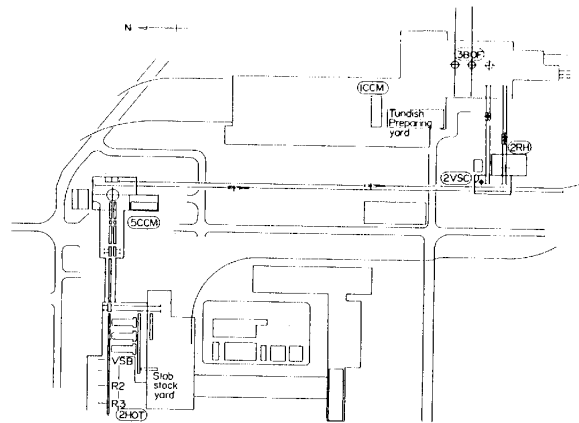 N
3BOF
1CCM
Tundish
Preparing
yard
2RH
2VSC
5CCM
VSB
Slab
stock
yard
R2
R3
2HOT